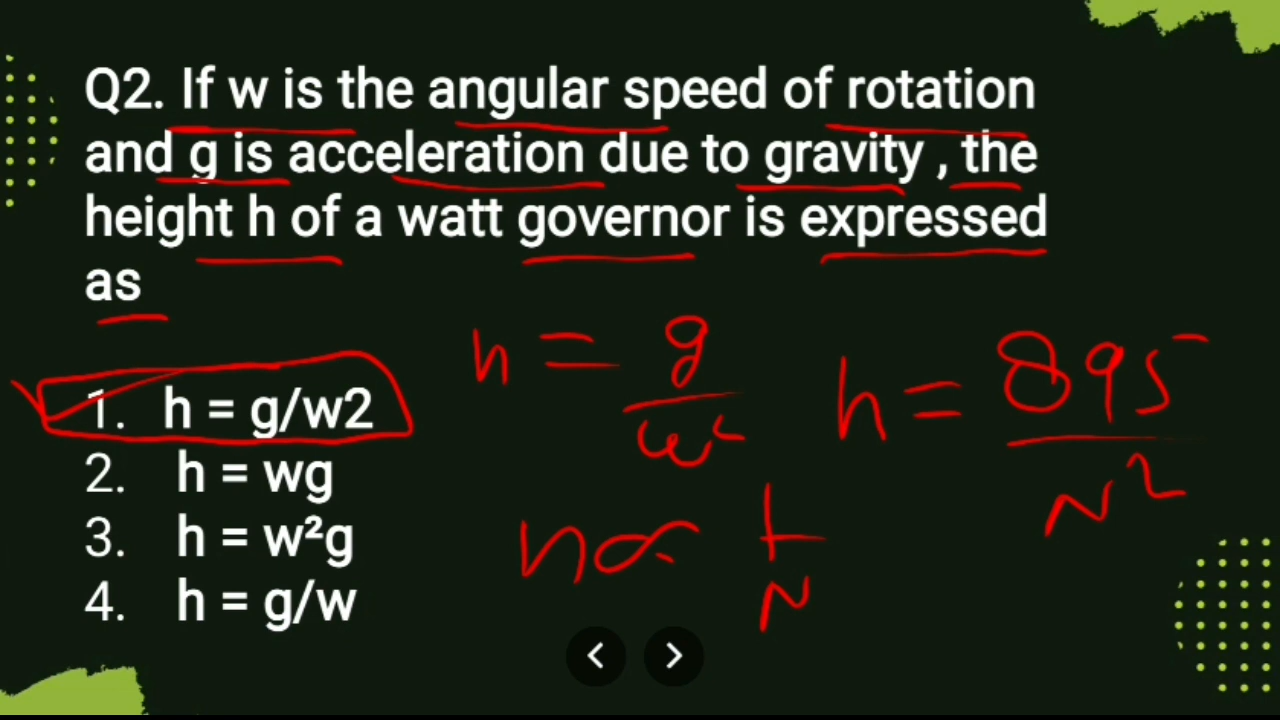 Q2. If w is the angular speed of rotation
and g is acceleration due to gravity , the
height h of a watt governor is expressed
as
1. h = g/w2
2. h = wg
3. h = w²g
4. h = g/w
h = g/w²
h = 895/N²
h ∝ 1/N